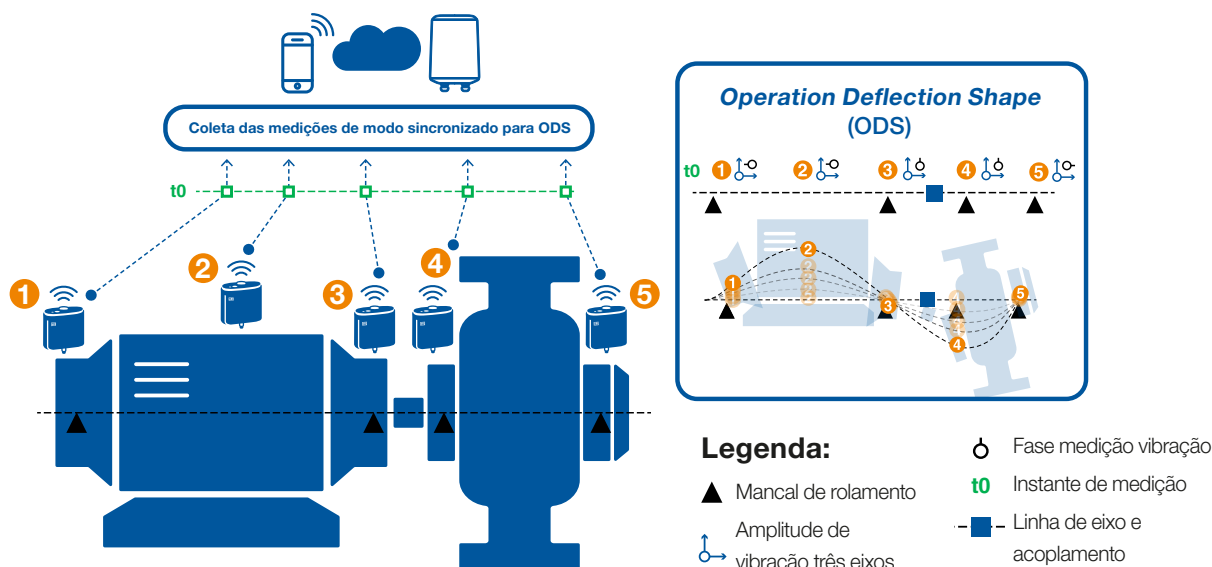 Coleta das medições de modo sincronizado para ODS
t0
1
2
3
4
5
Operation Deflection Shape
(ODS)
t0
1
2
3
4
5
1
2
3
4
5
Legenda:
Mancal de rolamento
Amplitude de
vibração três eixos
Fase medição vibração
t0 Instante de medição
Linha de eixo e
acoplamento